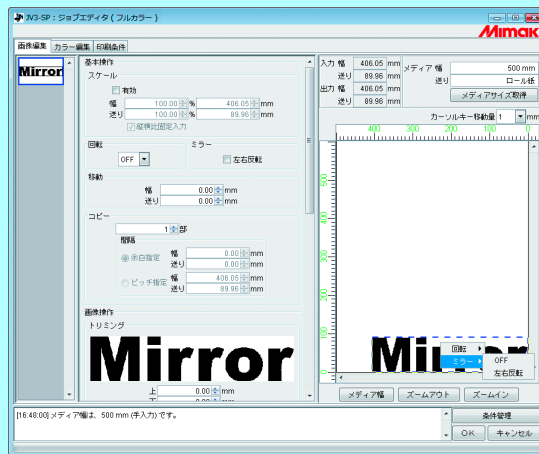 JV3-SP：ジョブエディタ ( フルカラー )
Mimaki
画像編集 カラー編集 印刷条件
Mirror
基本操作
スケール
有効
幅 100.00 % 406.05 mm
送り 100.00 % 89.96 mm
縦横比固定入力
回転
OFF
ミラー
左右反転
移動
幅 0.00 mm
送り 0.00 mm
コピー
1 部
間隔
余白指定 幅 0.00 mm
送り 0.00 mm
ピッチ指定 幅 406.05 mm
送り 89.96 mm
画像操作
トリミング
Mirror
上 0.00 mm
入力 幅 406.05 mm
送り 89.96 mm
出力 幅 406.05 mm
送り 89.96 mm
メディア 幅 500 mm
送り ロール紙
メディアサイズ取得
カーソルキー移動量 1 mm
400 300 200 100 0
500
400
300
200
100
0
Mirror
回転
ミラー
OFF
左右反転
メディア幅 ズームアウト ズームイン
[16:48:00] メディア幅は、500 mm (手入力) です。
条件管理
OK キャンセル